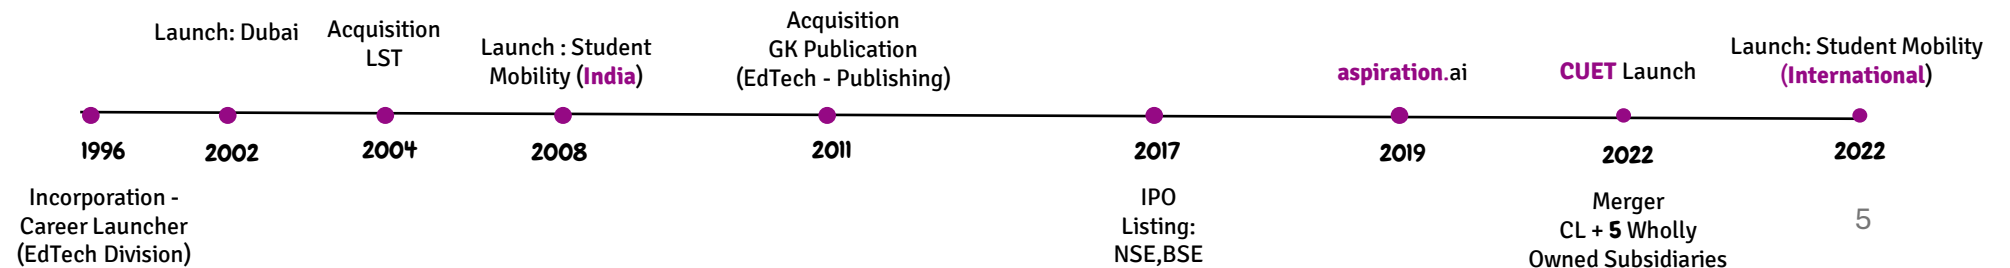 Launch: Dubai
Acquisition
LST
Launch : Student
Mobility (India)
Acquisition
GK Publication
(EdTech - Publishing)
aspiration.ai
CUET Launch
Launch: Student Mobility
(International)
1996
2002
2004
2008
2011
2017
2019
2022
2022
Incorporation -
Career Launcher
(EdTech Division)
IPO
Listing:
NSE,BSE
Merger
CL + 5 Wholly
Owned Subsidiaries
5